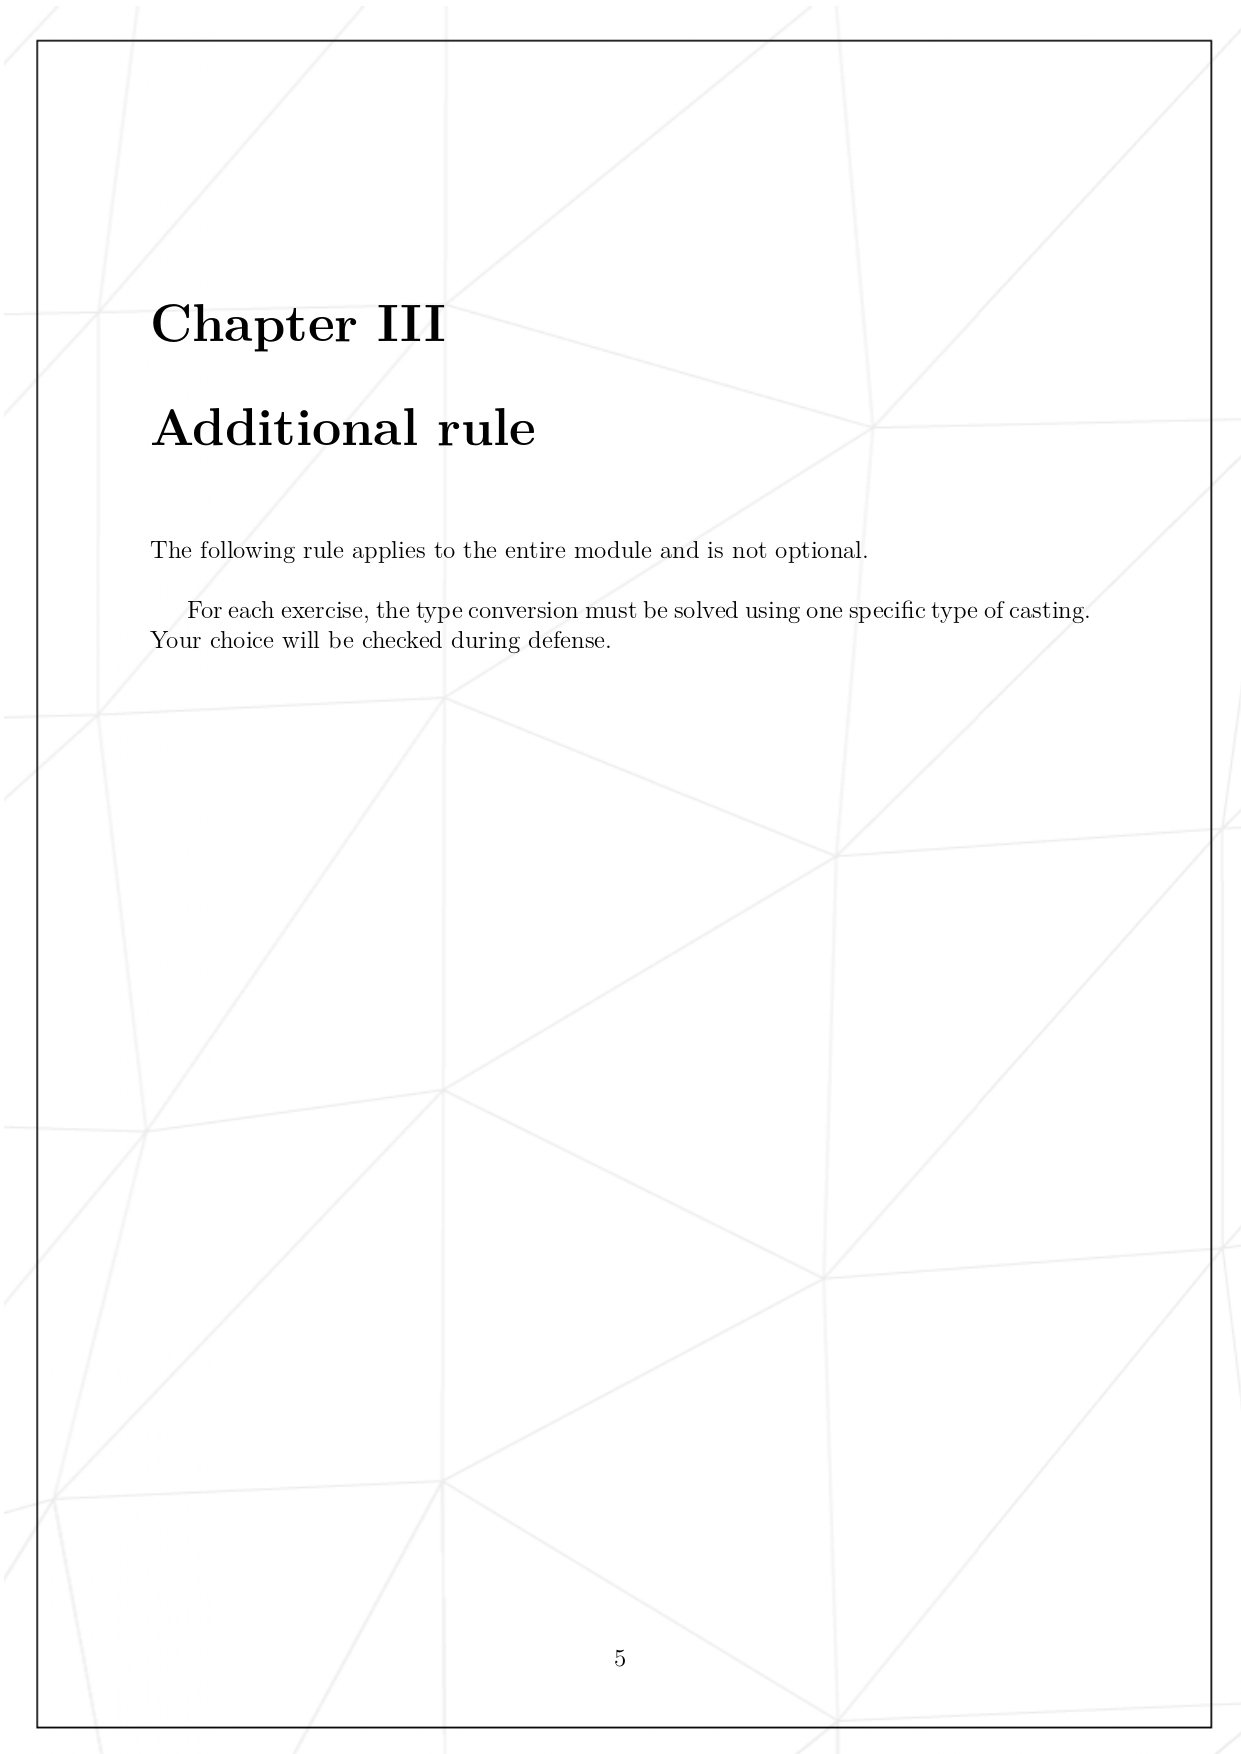 Chapter III
Additional rule
The following rule applies to the entire module and is not optional.
For each exercise, the type conversion must be solved using one specific type of casting.
Your choice will be checked during defense.
5